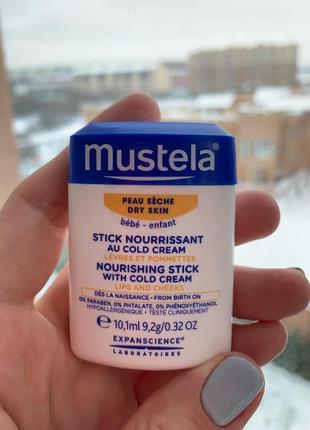 mustela®
PEAU SÈCHE
DRY SKIN
bébé - enfant
STICK NOURRISSANT
AU COLD CREAM
LÈVRES ET POMMETTES
NOURISHING STICK
WITH COLD CREAM
LIPS AND CHEEKS
DÈS LA NAISSANCE • FROM BIRTH ON
0% PARABEN, 0% PHTALATE, 0% PHÉNOXYÉTHANOL
HYPOALLERGÉNIQUE • TESTÉ CLINIQUEMENT
℮ 10,1ml 9,2g/0.32 OZ
EXPANSCIENCE®
LABORATOIRES